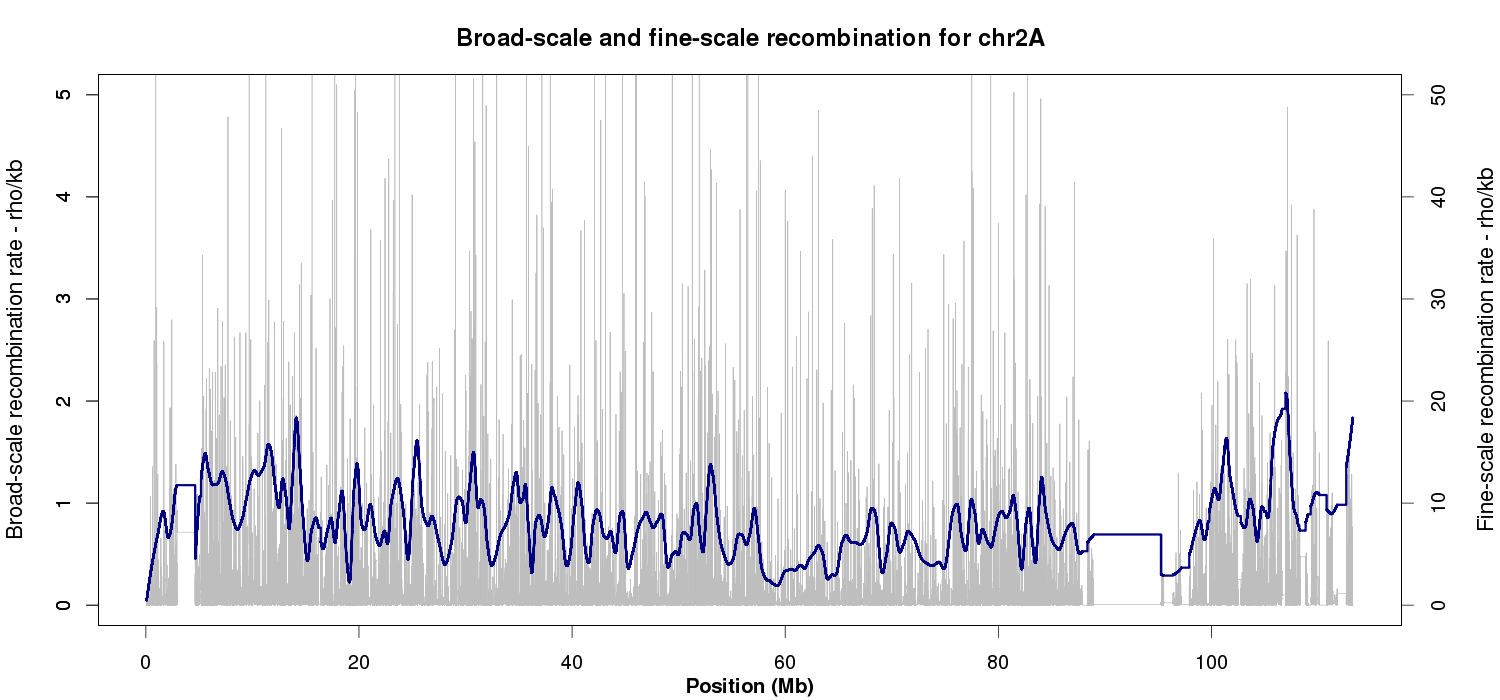 Broad-scale and fine-scale recombination for chr2A
Broad-scale recombination rate - rho/kb
5
4
3
2
1
0
50
40
30
20
10
0
Fine-scale recombination rate - rho/kb
0 20 40 60 80 100
Position (Mb)